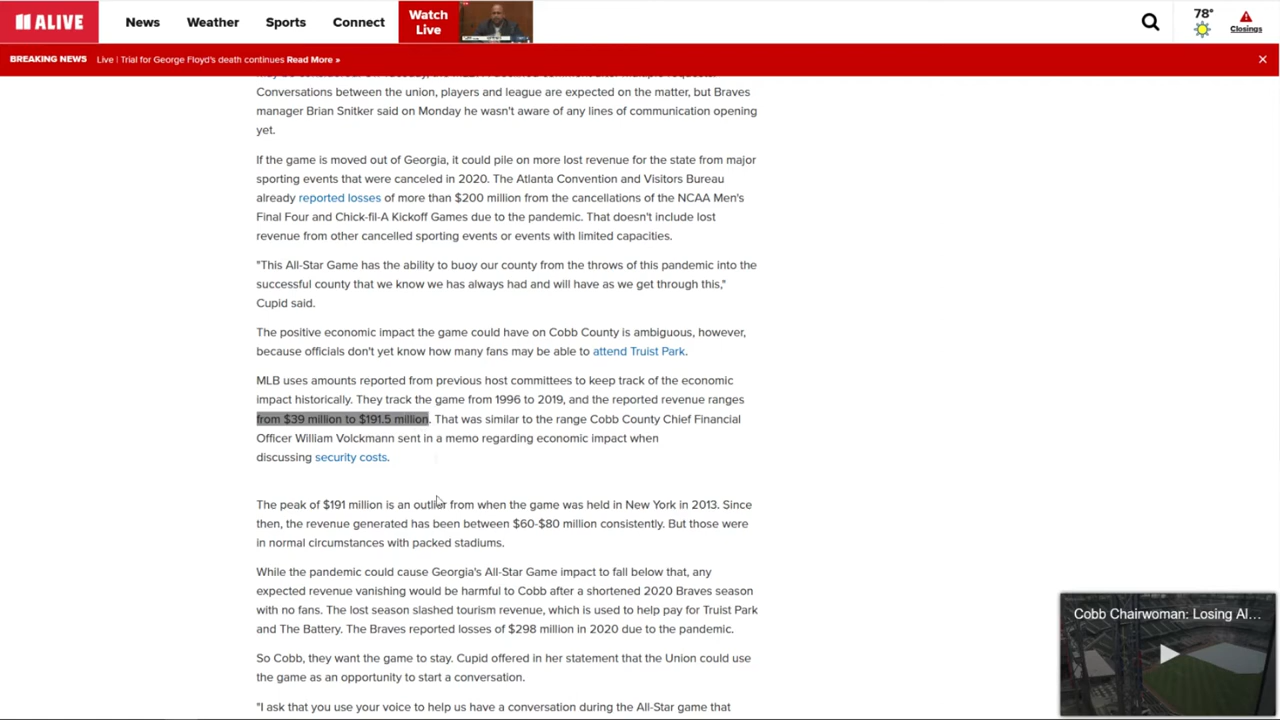 11 ALIVE
News
Weather
Sports
Connect
Watch
Live
78°
Closings
BREAKING NEWS Live | Trial for George Floyd's death continues Read More »
Conversations between the union, players and league are expected on the matter, but Braves
manager Brian Snitker said on Monday he wasn't aware of any lines of communication opening
yet.
If the game is moved out of Georgia, it could pile on more lost revenue for the state from major
sporting events that were canceled in 2020. The Atlanta Convention and Visitors Bureau
already reported losses of more than $200 million from the cancellations of the NCAA Men's
Final Four and Chick-fil-A Kickoff Games due to the pandemic. That doesn't include lost
revenue from other cancelled sporting events or events with limited capacities.
"This All-Star Game has the ability to buoy our county from the throws of this pandemic into the
successful county that we know we has always had and will have as we get through this,"
Cupid said.
The positive economic impact the game could have on Cobb County is ambiguous, however,
because officials don't yet know how many fans may be able to attend Truist Park.
MLB uses amounts reported from previous host committees to keep track of the economic
impact historically. They track the game from 1996 to 2019, and the reported revenue ranges
from $39 million to $191.5 million. That was similar to the range Cobb County Chief Financial
Officer William Volckmann sent in a memo regarding economic impact when
discussing security costs.
The peak of $191 million is an outlier from when the game was held in New York in 2013. Since
then, the revenue generated has been between $60-$80 million consistently. But those were
in normal circumstances with packed stadiums.
While the pandemic could cause Georgia's All-Star Game impact to fall below that, any
expected revenue vanishing would be harmful to Cobb after a shortened 2020 Braves season
with no fans. The lost season slashed tourism revenue, which is used to help pay for Truist Park
and The Battery. The Braves reported losses of $298 million in 2020 due to the pandemic.
So Cobb, they want the game to stay. Cupid offered in her statement that the Union could use
the game as an opportunity to start a conversation.
"I ask that you use your voice to help us have a conversation during the All-Star game that
Cobb Chairwoman: Losing Al...